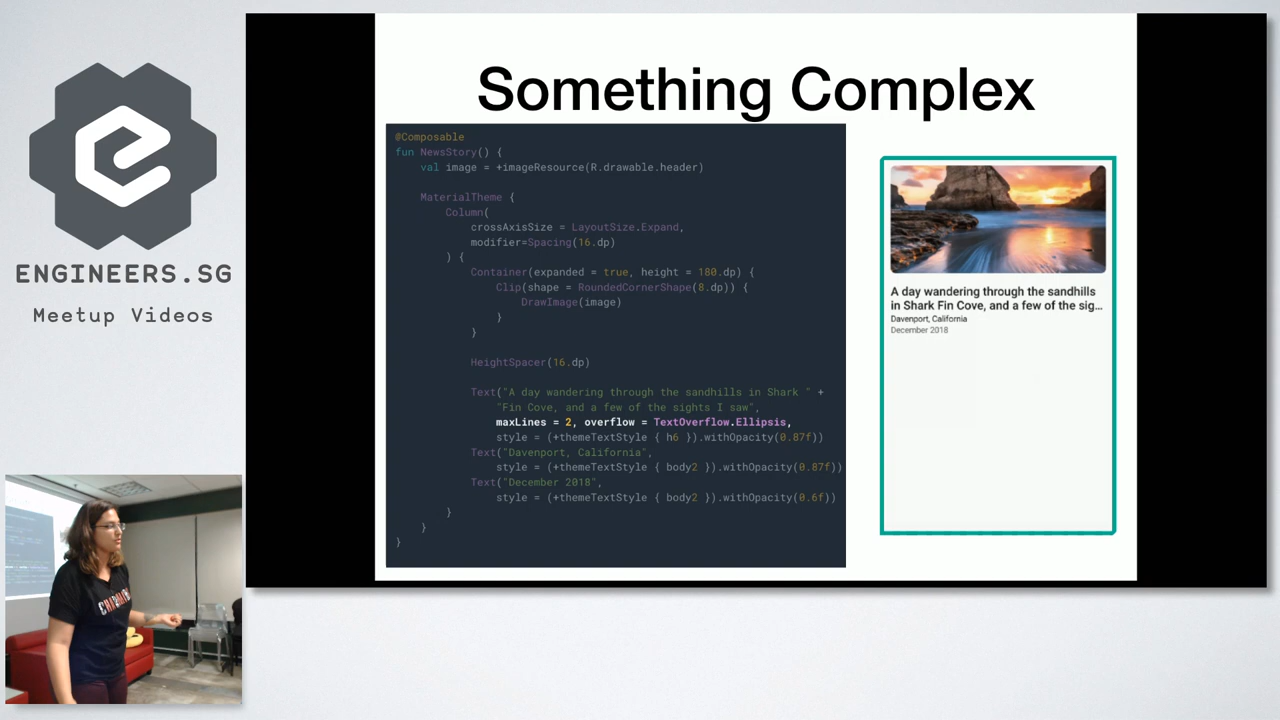 ENGINEERS.SG
Meetup Videos
Something Complex
@Composable
fun NewsStory() {
    val image = +imageResource(R.drawable.header)
    MaterialTheme {
        Column(
            crossAxisSize = LayoutSize.Expand,
            modifier=Spacing(16.dp)
        ) {
            Container(expanded = true, height = 180.dp) {
                Clip(shape = RoundedCornerShape(8.dp)) {
                    DrawImage(image)
                }
            }
            HeightSpacer(16.dp)
            Text("A day wandering through the sandhills in Shark " +
                "Fin Cove, and a few of the sights I saw",
                maxLines = 2, overflow = TextOverflow.Ellipsis,
                style = (+themeTextStyle { h6 }).withOpacity(0.87f))
            Text("Davenport, California",
                style = (+themeTextStyle { body2 }).withOpacity(0.87f))
            Text("December 2018",
                style = (+themeTextStyle { body2 }).withOpacity(0.6f))
        }
    }
}
A day wandering through the sandhills
in Shark Fin Cove, and a few of the sig...
Davenport, California
December 2018